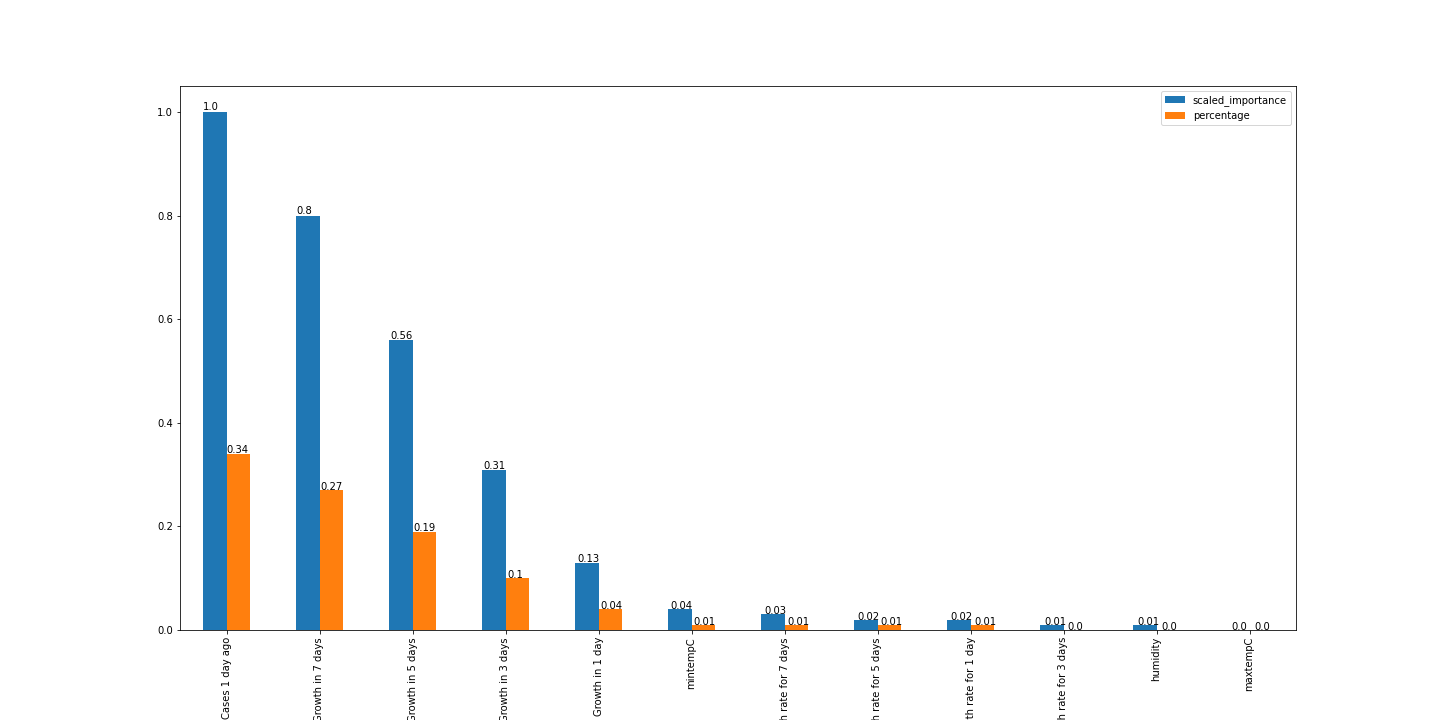 scaled_importance
percentage
1.0
0.8
0.6
0.4
0.2
0.0
1.0
0.34
0.8
0.27
0.56
0.19
0.31
0.1
0.13
0.04
0.04
0.01
0.03
0.01
0.02
0.01
0.02
0.01
0.01
0.0
0.01
0.0
0.0
0.0
Cases 1 day ago
Growth in 7 days
Growth in 5 days
Growth in 3 days
Growth in 1 day
mintempC
h rate for 7 days
h rate for 5 days
th rate for 1 day
h rate for 3 days
humidity
maxtempC